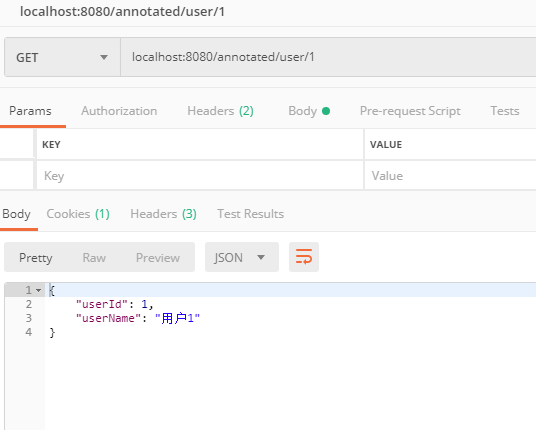 localhost:8080/annotated/user/1
GET localhost:8080/annotated/user/1
Params Authorization Headers (2) Body Pre-request Script Tests
KEY VALUE
Key Value
Body Cookies (1) Headers (3) Test Results
Pretty Raw Preview JSON
1 {
2 "userId": 1,
3 "userName": "用户1"
4 }